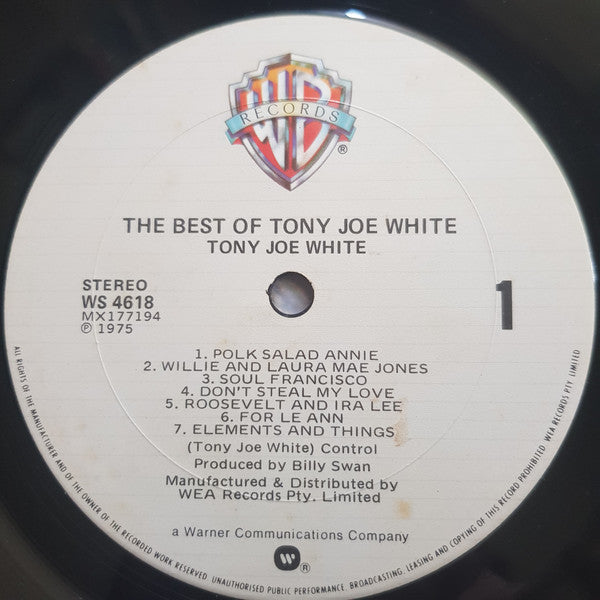 WB
RECORDS
®
THE BEST OF TONY JOE WHITE
TONY JOE WHITE
STEREO
WS 4618
MX177194
℗ 1975
1
1. POLK SALAD ANNIE
2. WILLIE AND LAURA MAE JONES
3. SOUL FRANCISCO
4. DON'T STEAL MY LOVE
5. ROOSEVELT AND IRA LEE
6. FOR LE ANN
7. ELEMENTS AND THINGS
(Tony Joe White) Control
Produced by Billy Swan
Manufactured & Distributed by
WEA Records Pty. Limited
a Warner Communications Company
®
ALL RIGHTS OF THE MANUFACTURER AND OF THE OWNER OF THE RECORDED WORK RESERVED. UNAUTHORISED PUBLIC PERFORMANCE. BROADCASTING. LEASING AND COPYING OF THIS RECORD PROHIBITED. WEA RECORDS PTY. LIMITED